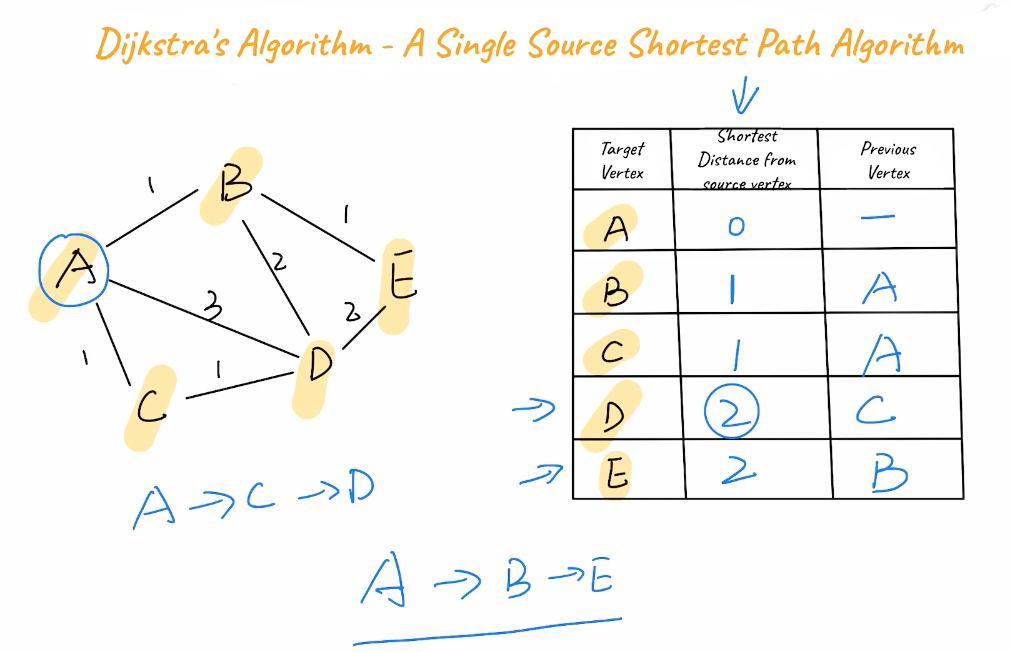 Dijkstra's Algorithm - A Single Source Shortest Path Algorithm
Target Vertex | Shortest Distance from source vertex | Previous Vertex
A | 0 | —
B | 1 | A
C | 1 | A
D | 2 | C
E | 2 | B
1
B
1
A
2
E
3
2
1
D
1
C
A → C → D
A → B → E